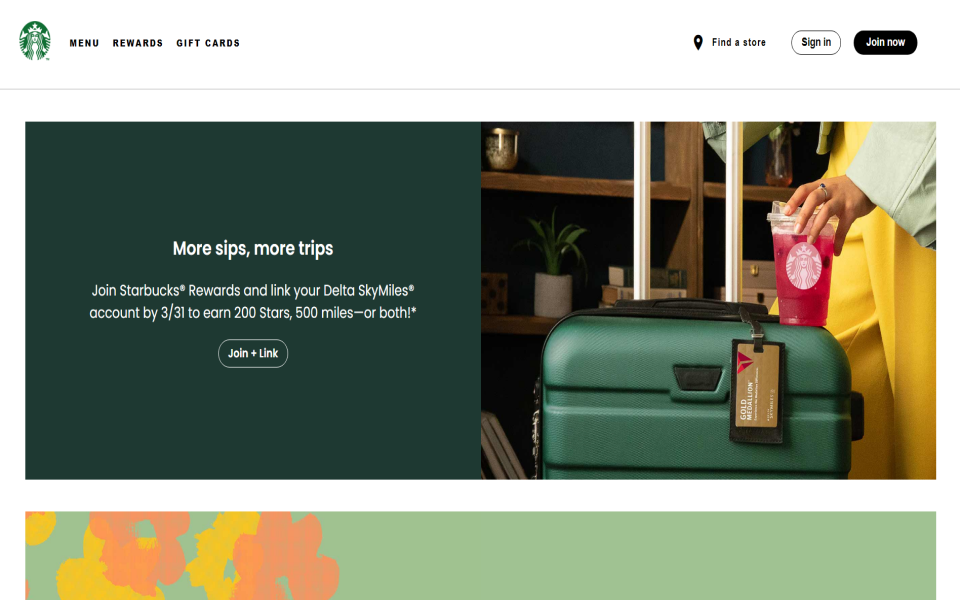 MENU REWARDS GIFT CARDS
Find a store
Sign in
Join now
More sips, more trips
Join Starbucks® Rewards and link your Delta SkyMiles®
account by 3/31 to earn 200 Stars, 500 miles—or both!*
Join + Link
GOLD
MEDALLION